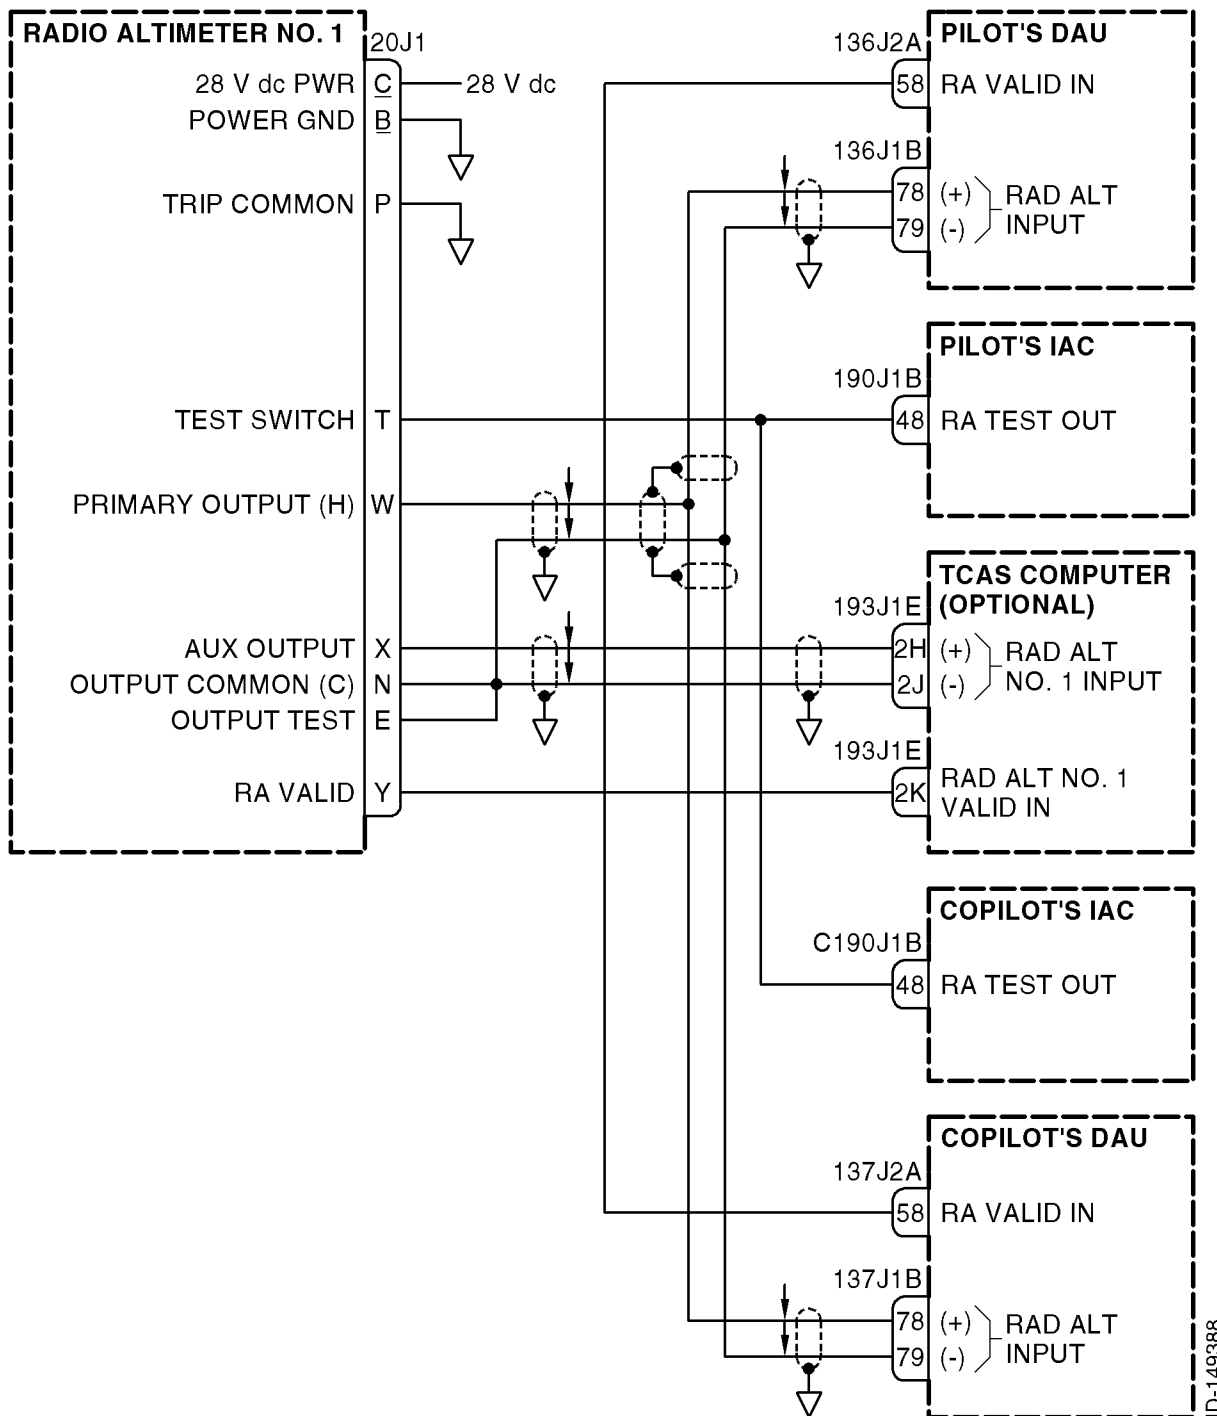 RADIO ALTIMETER NO. 1
20J1
28 V dc PWR C 28 V dc
POWER GND B
TRIP COMMON P
TEST SWITCH T
PRIMARY OUTPUT (H) W
AUX OUTPUT X
OUTPUT COMMON (C) N
OUTPUT TEST E
RA VALID Y
136J2A
PILOT'S DAU
58 RA VALID IN
136J1B
78 (+) RAD ALT
79 (-) INPUT
PILOT'S IAC
190J1B
48 RA TEST OUT
TCAS COMPUTER
(OPTIONAL)
193J1E
2H (+) RAD ALT
2J (-) NO. 1 INPUT
193J1E
2K RAD ALT NO. 1
VALID IN
COPILOT'S IAC
C190J1B
48 RA TEST OUT
COPILOT'S DAU
137J2A
58 RA VALID IN
137J1B
78 (+) RAD ALT
79 (-) INPUT